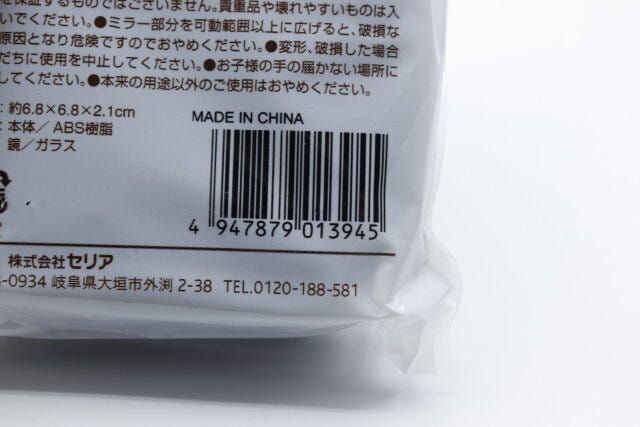 を保証するものではございません。貴重品や壊れやすいものは入
いでください。●ミラー部分を可動範囲以上に広げると、破損な
原因となり危険ですのでおやめください。●変形、破損した場合
だちに使用を中止してください。●お子様の手の届かない場所に
してください。●本来の用途以外のご使用はおやめください。
：約6.8×6.8×2.1cm
：本体／ABS樹脂
鏡／ガラス
MADE IN CHINA
4 947879 013945
株式会社セリア
-0934 岐阜県大垣市外渕 2-38 TEL.0120-188-581